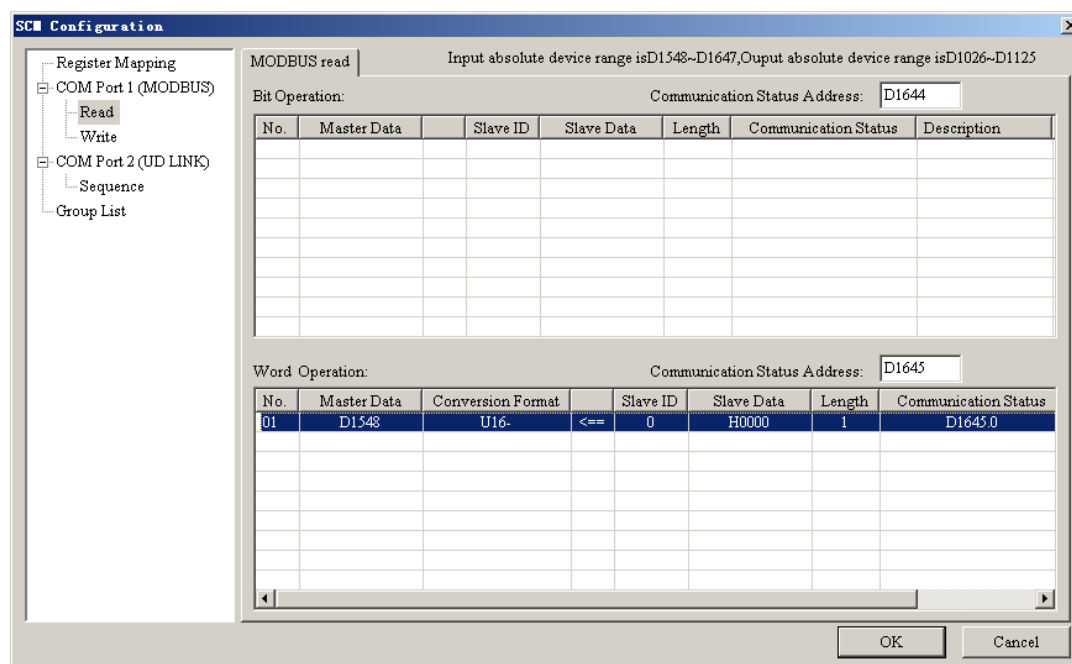 SCM Configuration
Register Mapping
COM Port 1 (MODBUS)
Read
Write
COM Port 2 (UD LINK)
Sequence
Group List
MODBUS read
Input absolute device range isD1548~D1647,Ouput absolute device range isD1026~D1125
Bit Operation:
Communication Status Address: D1644
No. Master Data Slave ID Slave Data Length Communication Status Description
Word Operation:
Communication Status Address: D1645
No. Master Data Conversion Format Slave ID Slave Data Length Communication Status
01 D1548 U16- <== 0 H0000 1 D1645.0
OK Cancel